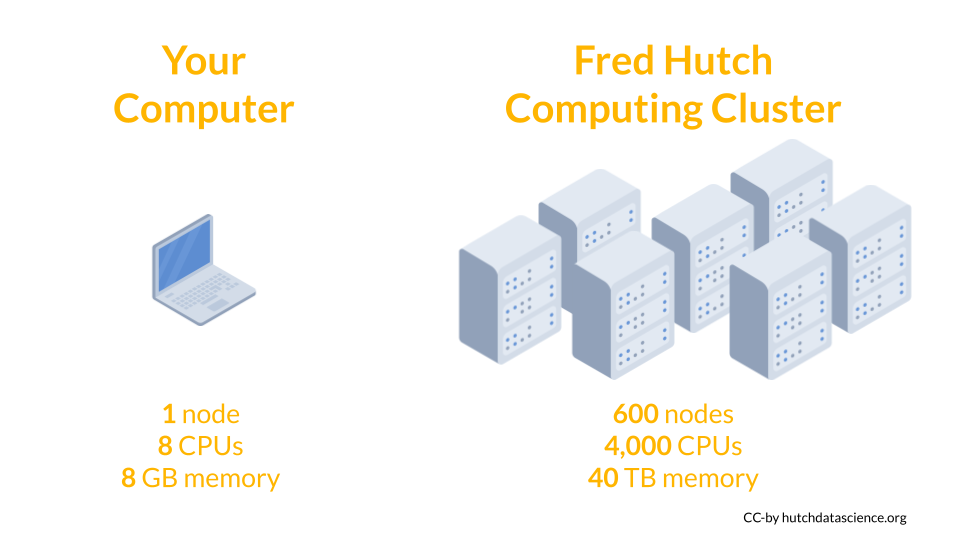 Your
Computer
Fred Hutch
Computing Cluster
1 node
8 CPUs
8 GB memory
600 nodes
4,000 CPUs
40 TB memory
CC-by hutchdatascience.org